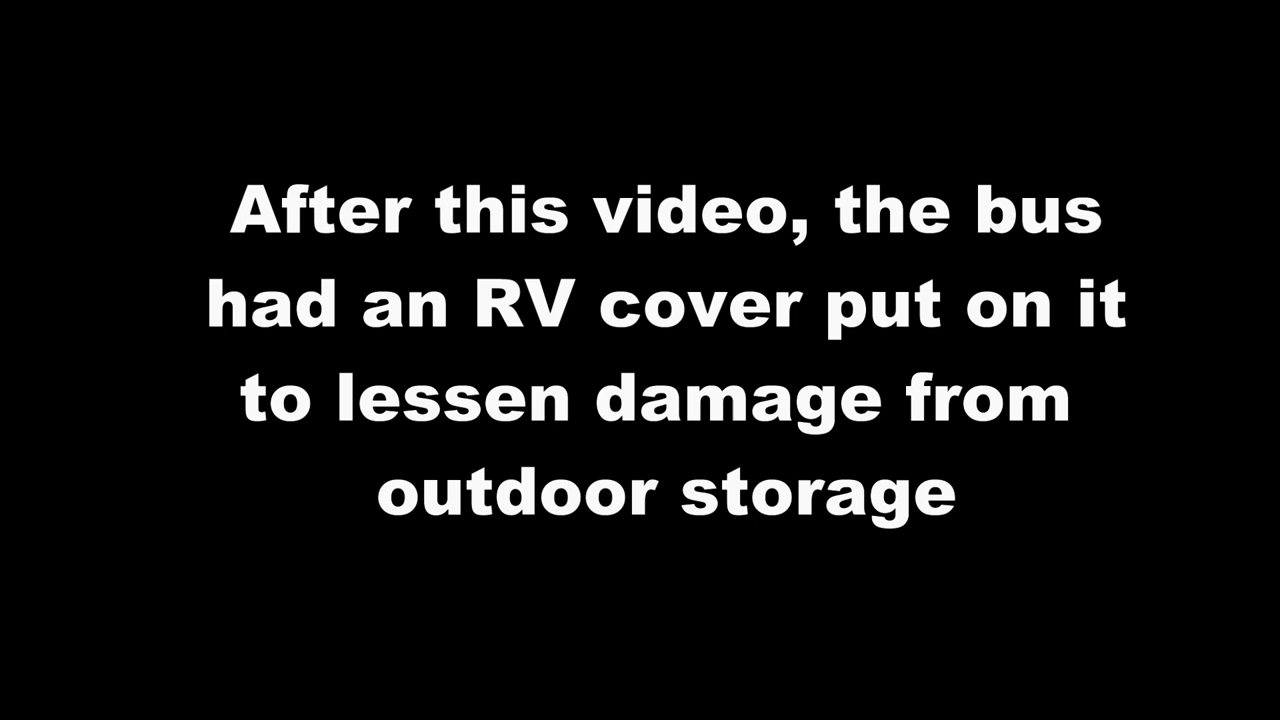 After this video, the bus
had an RV cover put on it
to lessen damage from
outdoor storage